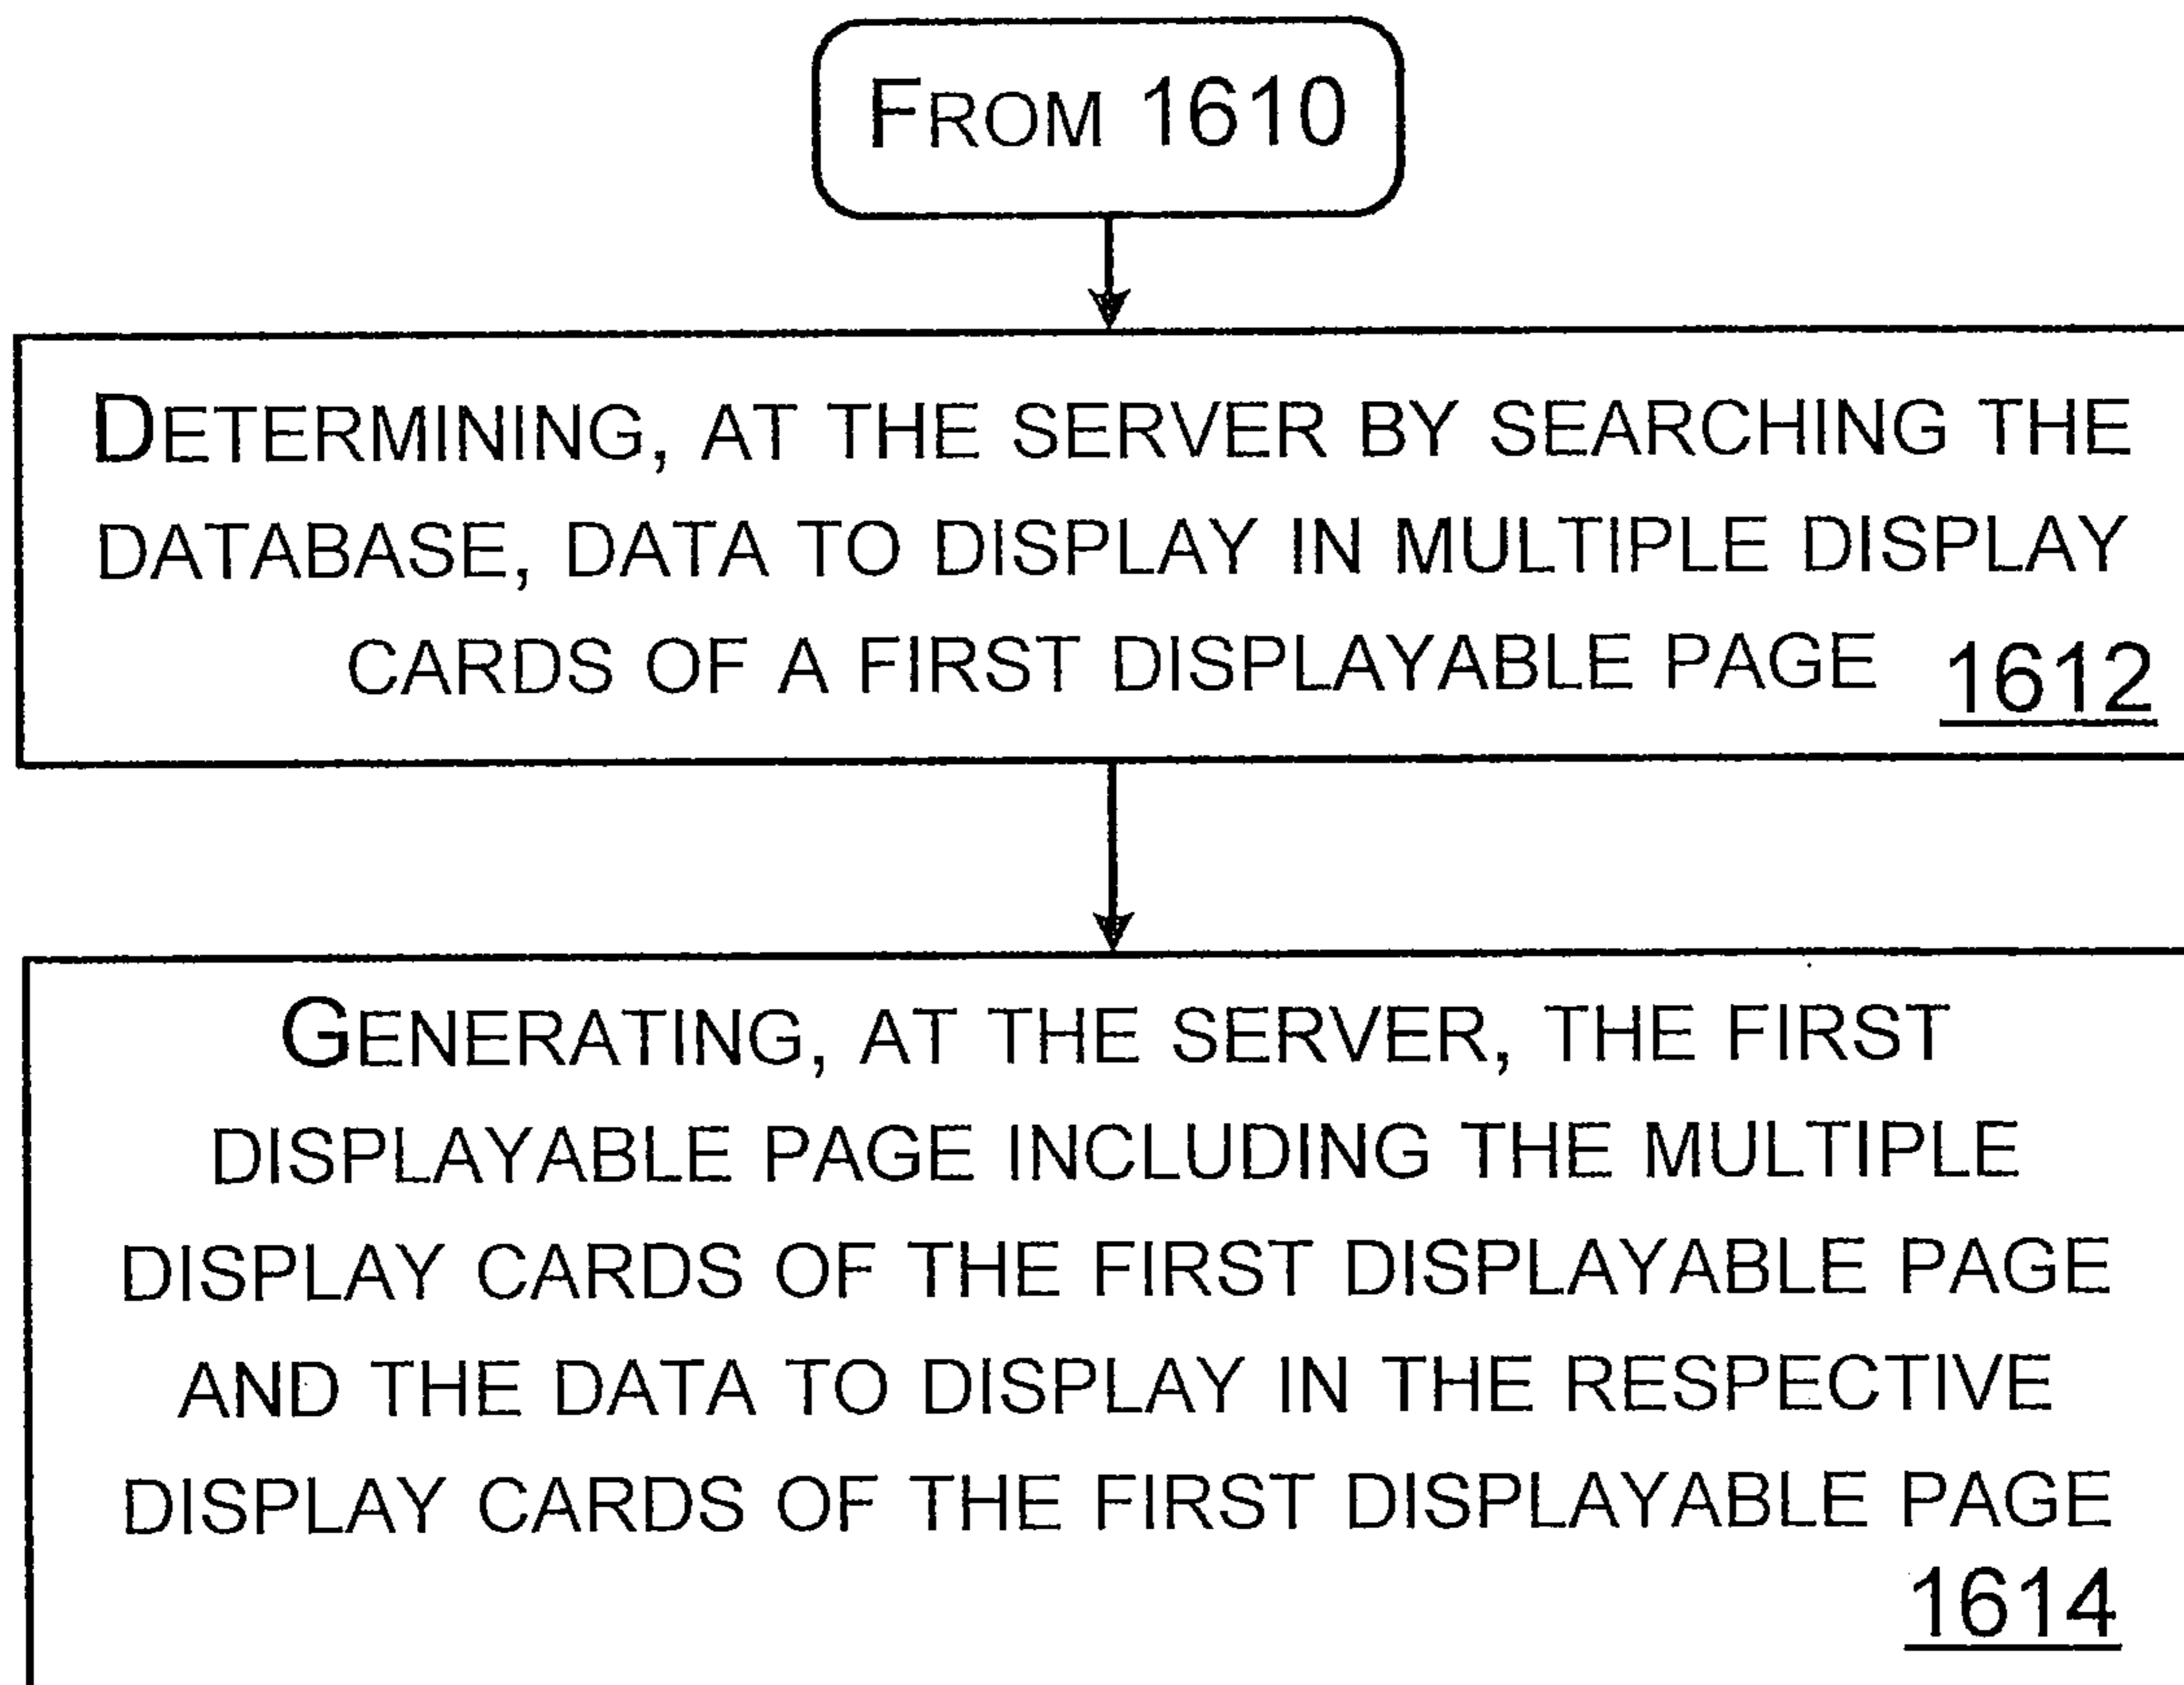 FROM 1610
DETERMINING, AT THE SERVER BY SEARCHING THE
DATABASE, DATA TO DISPLAY IN MULTIPLE DISPLAY
CARDS OF A FIRST DISPLAYABLE PAGE 1612
GENERATING, AT THE SERVER, THE FIRST
DISPLAYABLE PAGE INCLUDING THE MULTIPLE
DISPLAY CARDS OF THE FIRST DISPLAYABLE PAGE
AND THE DATA TO DISPLAY IN THE RESPECTIVE
DISPLAY CARDS OF THE FIRST DISPLAYABLE PAGE
1614